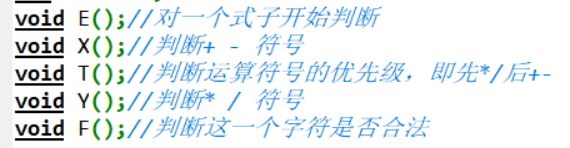 void E();//对一个式子开始判断
void X();//判断+ - 符号
void T();//判断运算符号的优先级，即先*/后+-
void Y();//判断* / 符号
void F();//判断这一个字符是否合法